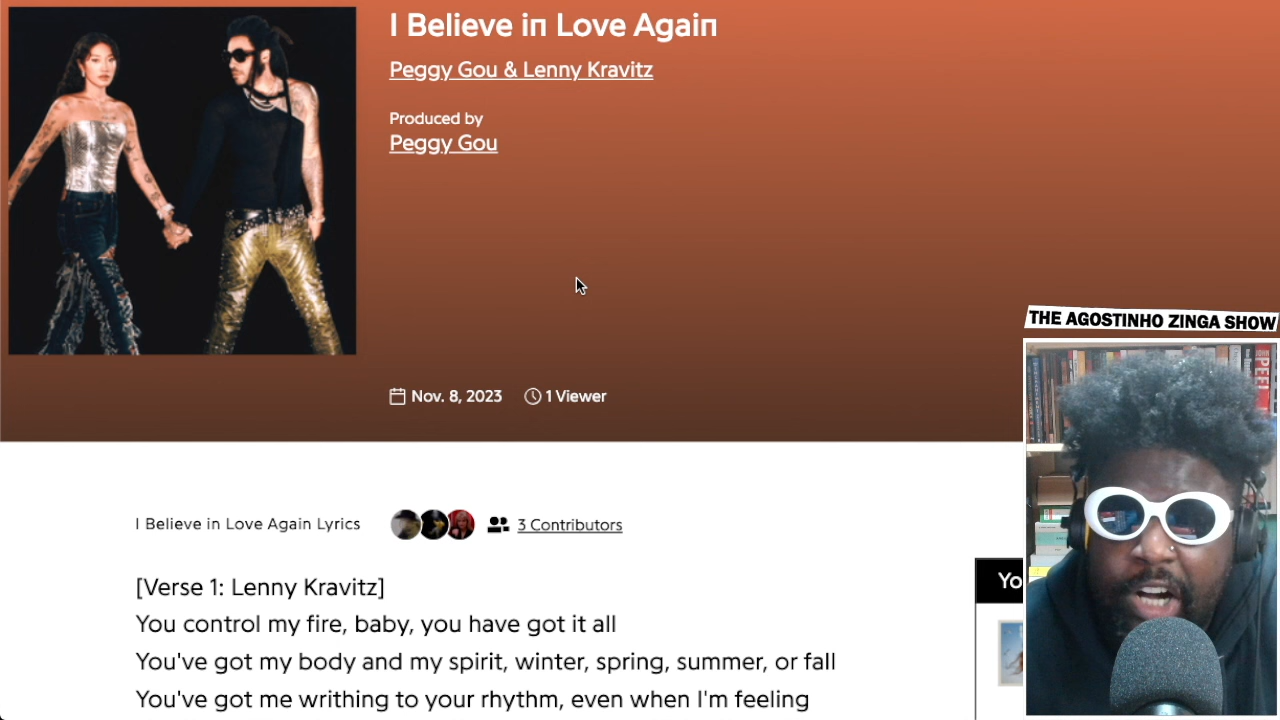 I Believe in Love Again
Peggy Gou & Lenny Kravitz
Produced by
Peggy Gou
THE AGOSTINHO ZINGA SHOW
Nov. 8, 2023 1 Viewer
I Believe in Love Again Lyrics 3 Contributors
[Verse 1: Lenny Kravitz]
Yo
You control my fire, baby, you have got it all
You've got my body and my spirit, winter, spring, summer, or fall
You've got me writhing to your rhythm, even when I'm feeling